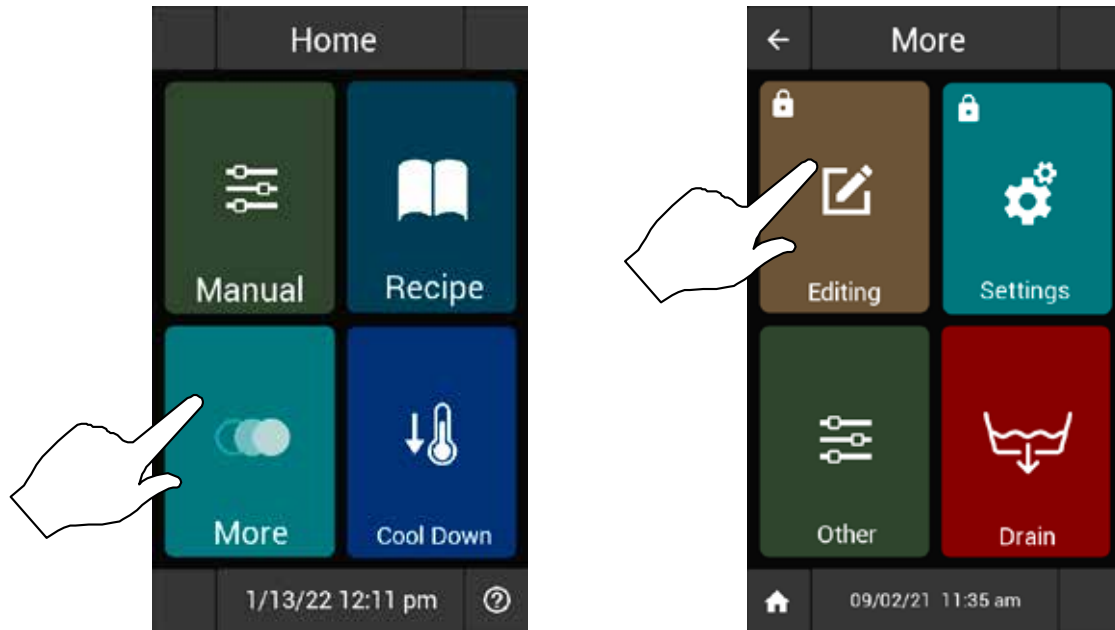 Home
Manual
Recipe
More
Cool Down
1/13/22 12:11 pm
More
Editing
Settings
Other
Drain
09/02/21 11:35 am